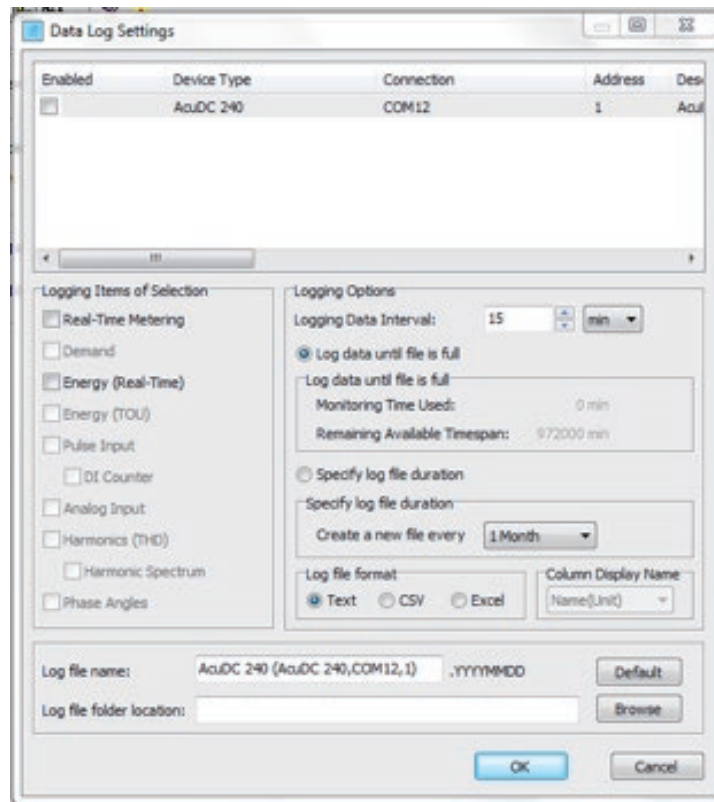 Data Log Settings
Enabled Device Type Connection Address
AcuDC 240 COM12 1
Logging Items of Selection
Real-Time Metering
Demand
Energy (Real-Time)
Energy (TOU)
Pulse Input
DI Counter
Analog Input
Harmonics (THD)
Harmonic Spectrum
Phase Angles
Logging Options
Logging Data Interval: 15 min
Log data until file is full
Log data until file is full
Monitoring Time Used: 0 min
Remaining Available Timespan: 972000 min
Specify log file duration
Specify log file duration
Create a new file every 1 Month
Log file format
Text CSV Excel
Column Display Name
Name(Unit)
Log file name: AcuDC 240 (AcuDC 240,COM12,1) .YYYYMMDD Default
Log file folder location: Browse
OK Cancel